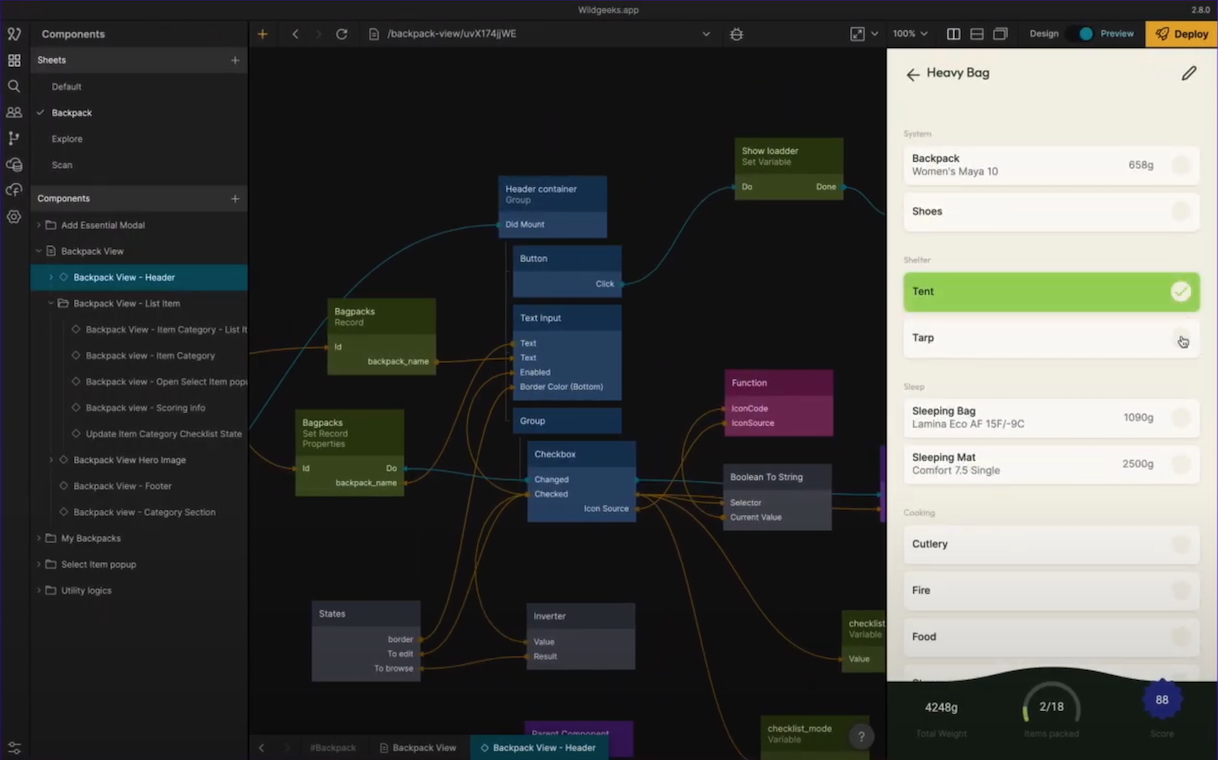 Wildgeeks.app
2.8.0
Components
/backpack-view/uvX174jjWE
100%
Design
Preview
Deploy
Sheets
Default
Backpack
Explore
Scan
Components
Add Essential Modal
Backpack View
Backpack View - Header
Backpack View - List Item
Backpack View - Item Category - List It
Backpack view - Item Category
Backpack view - Open Select Item popu
Backpack view - Scoring info
Update Item Category Checklist State
Backpack View Hero Image
Backpack View - Footer
Backpack view - Category Section
My Backpacks
Select Item popup
Utility logics
Show loadder
Set Variable
Do
Done
Header container
Group
Did Mount
Button
Click
Bagpacks
Record
Id
backpack_name
Text Input
Text
Text
Enabled
Border Color (Bottom)
Group
Bagpacks
Set Record
Properties
Id
Do
backpack_name
Checkbox
Changed
Checked
Icon Source
Function
IconCode
IconSource
Boolean To String
Selector
Current Value
States
border
To edit
To browse
Inverter
Value
Result
checklist
Variable
Value
Parent Component
checklist_mode
Variable
?
#Backpack
Backpack View
Backpack View - Header
Heavy Bag
System
Backpack
Women's Maya 10
658g
Shoes
Shelter
Tent
Tarp
Sleep
Sleeping Bag
Lamina Eco AF 15F/-9C
1090g
Sleeping Mat
Comfort 7.5 Single
2500g
Cooking
Cutlery
Fire
Food
4248g
Total Weight
2/18
Items packed
88
Score